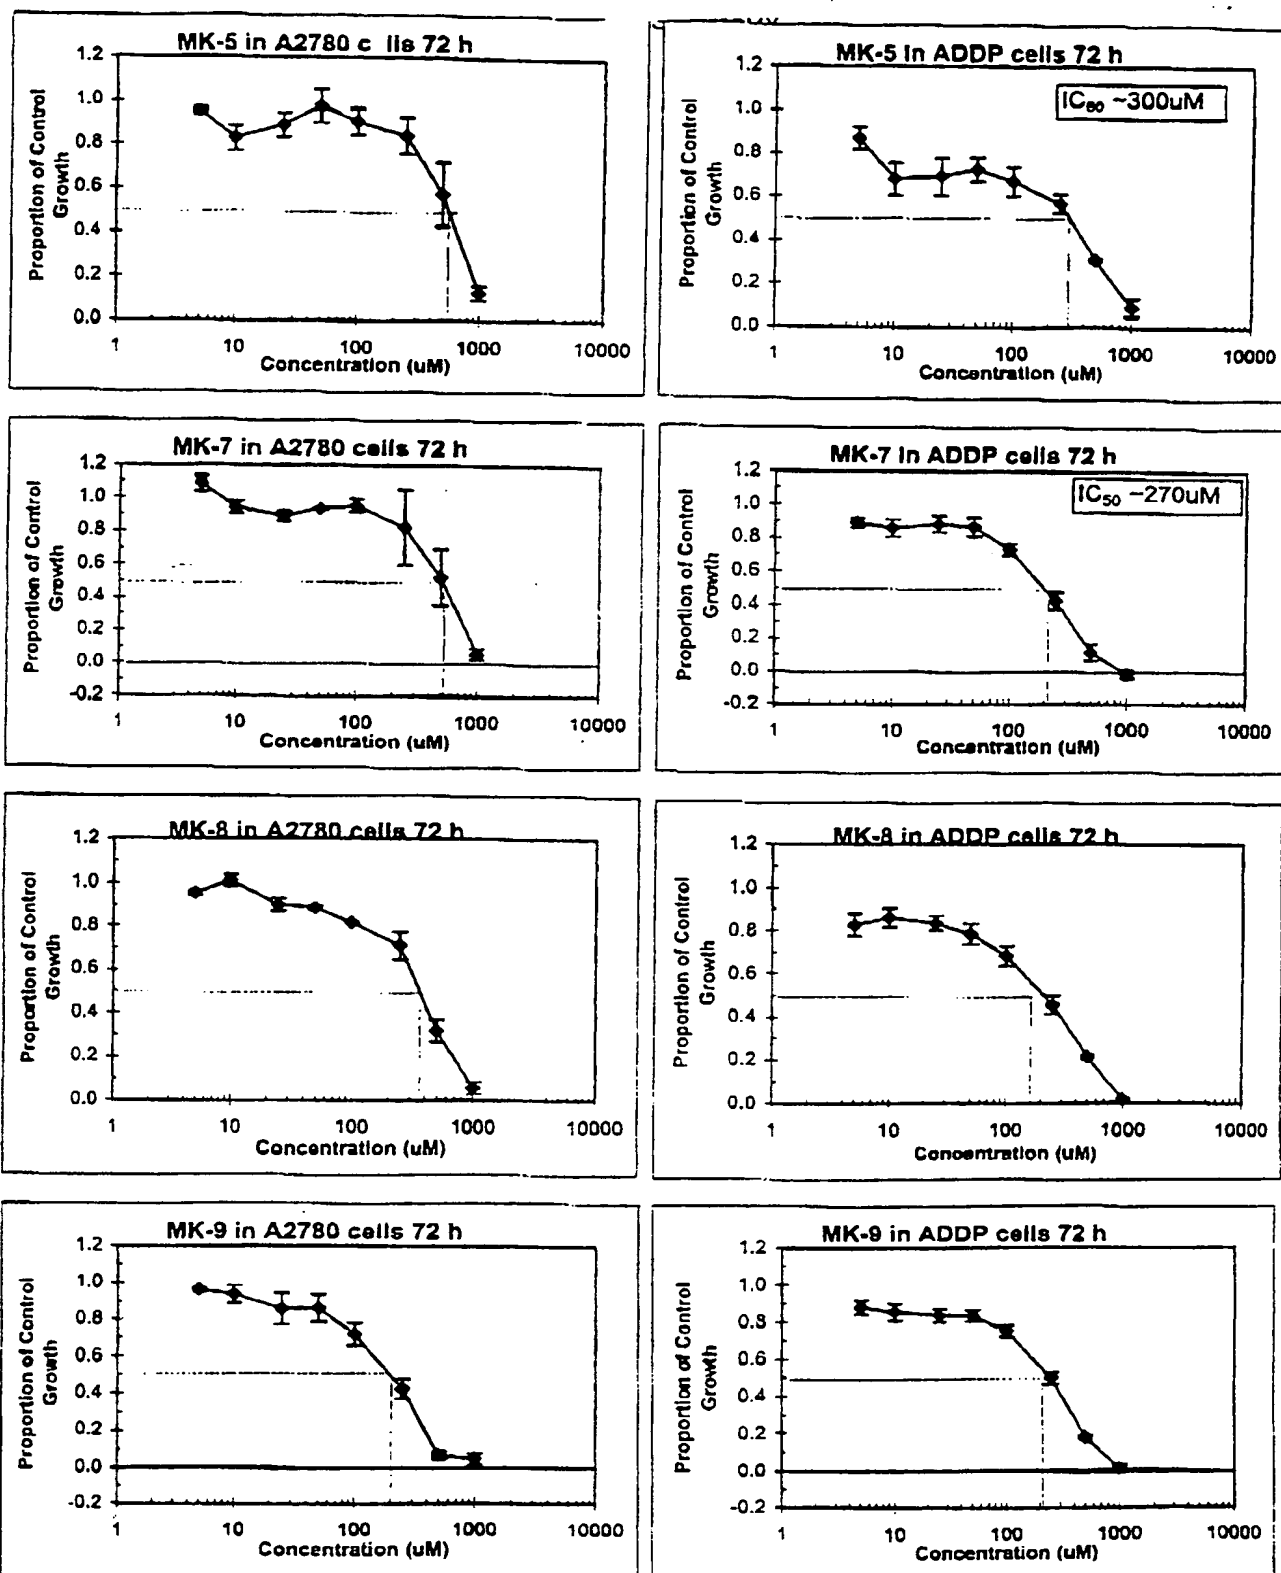 MK-5 in A2780 c lls 72 h
1.2
1.0
0.8
0.6
0.4
0.2
0.0
Proportion of Control
Growth
1 10 100 1000 10000
Concentration (uM)
MK-5 in ADDP cells 72 h
IC50 ~300uM
1.2
1.0
0.8
0.6
0.4
0.2
0.0
Proportion of Control
Growth
1 10 100 1000 10000
Concentration (uM)
MK-7 in A2780 cells 72 h
1.2
1.0
0.8
0.6
0.4
0.2
0.0
-0.2
Proportion of Control
Growth
1 10 100 1000 10000
Concentration (uM)
MK-7 in ADDP cells 72 h
IC50 ~270uM
1.2
1.0
0.8
0.6
0.4
0.2
0.0
-0.2
Proportion of Control
Growth
1 10 100 1000 10000
Concentration (uM)
MK-8 in A2780 cells 72 h
1.2
1.0
0.8
0.6
0.4
0.2
0.0
Proportion of Control
Growth
1 10 100 1000 10000
Concentration (uM)
MK-8 in ADDP cells 72 h
1.2
1.0
0.8
0.6
0.4
0.2
0.0
Proportion of Control
Growth
1 10 100 1000 10000
Concentration (uM)
MK-9 in A2780 cells 72 h
1.2
1.0
0.8
0.6
0.4
0.2
0.0
-0.2
Proportion of Control
Growth
1 10 100 1000 10000
Concentration (uM)
MK-9 in ADDP cells 72 h
1.2
1.0
0.8
0.6
0.4
0.2
0.0
-0.2
Proportion of Control
Growth
1 10 100 1000 10000
Concentration (uM)